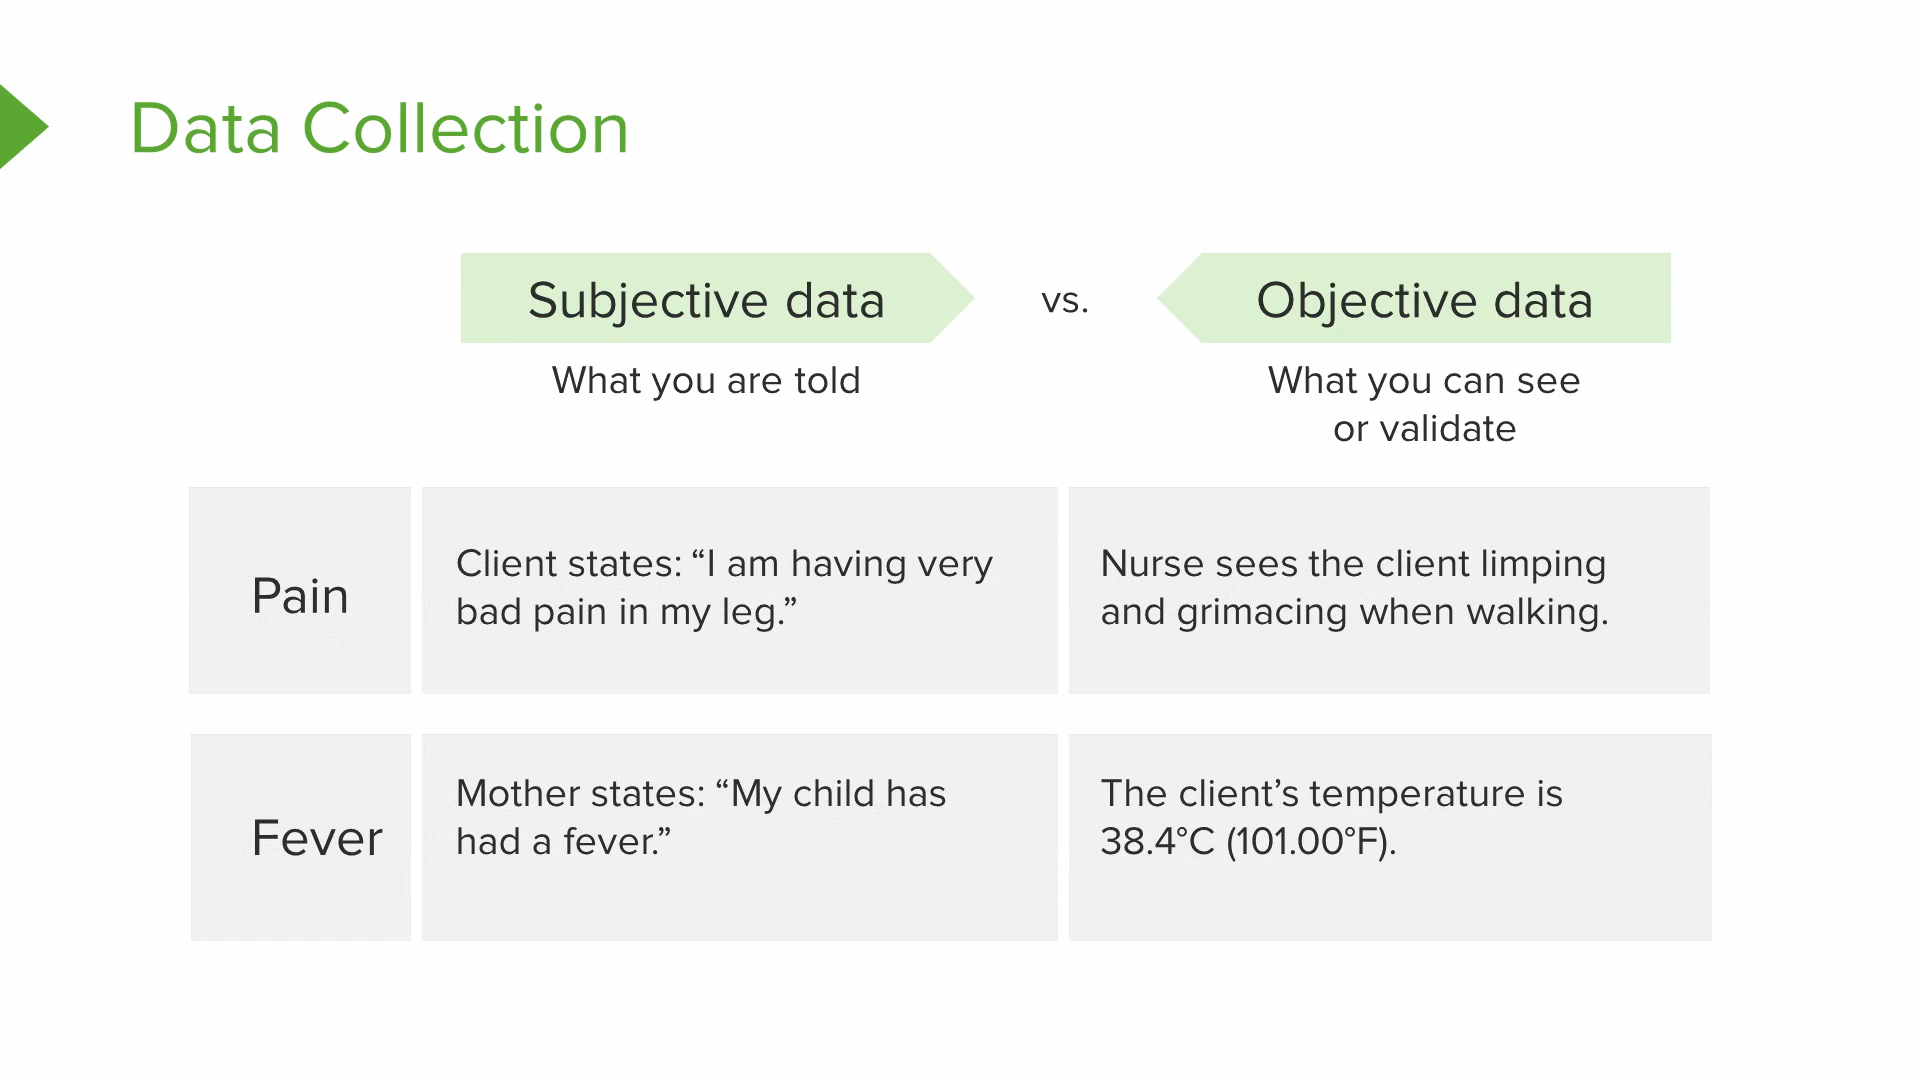 Data Collection
Subjective data
vs.
Objective data
What you are told
What you can see
or validate
Pain
Client states: “I am having very
bad pain in my leg.”
Nurse sees the client limping
and grimacing when walking.
Fever
Mother states: “My child has
had a fever.”
The client’s temperature is
38.4°C (101.00°F).